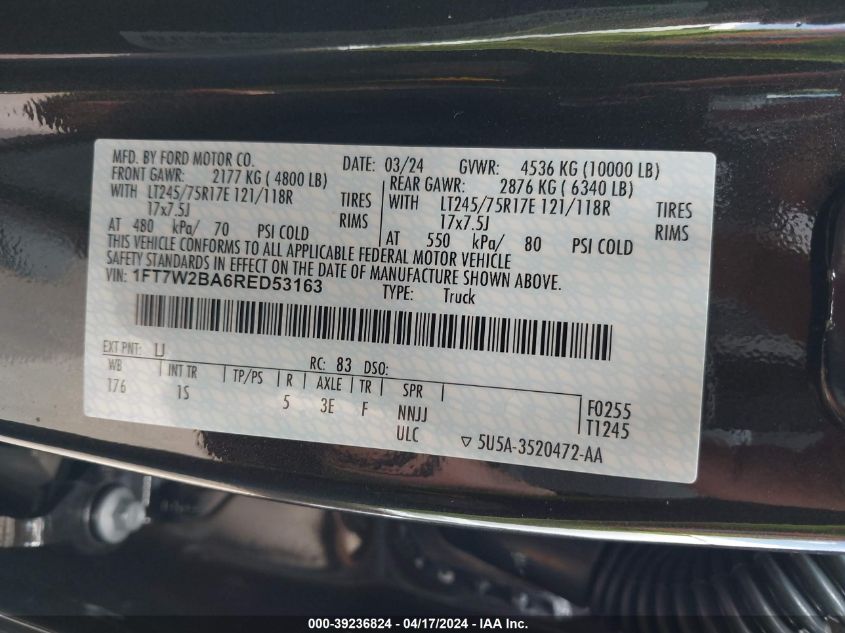 MFD. BY FORD MOTOR CO. DATE: 03/24 GVWR: 4536 KG (10000 LB)
FRONT GAWR: 2177 KG ( 4800 LB) REAR GAWR: 2876 KG ( 6340 LB)
WITH LT245/75R17E 121/118R TIRES WITH LT245/75R17E 121/118R TIRES
17x7.5J RIMS 17x7.5J RIMS
AT 480 kPa/ 70 PSI COLD AT 550 kPa/ 80 PSI COLD
THIS VEHICLE CONFORMS TO ALL APPLICABLE FEDERAL MOTOR VEHICLE
SAFETY STANDARDS IN EFFECT ON THE DATE OF MANUFACTURE SHOWN ABOVE.
VIN: 1FT7W2BA6RED53163 TYPE: Truck
EXT PNT: UJ RC: 83 DSO:
WB INT TR TP/PS R AXLE TR SPR
176 1S 5 3E F NNJJ F0255
ULC T1245
▽ 5U5A-3520472-AA
000-39236824 - 04/17/2024 - IAA Inc.